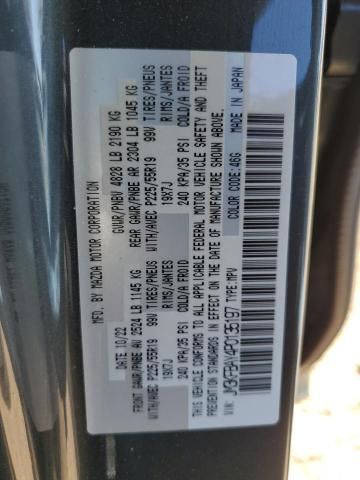 MFD. BY MAZDA MOTOR CORPORATION
DATE: 10/22 GVWR/PNBV 4828 LB 2190 KG
FRONT GAWR/PNBE AV 2524 LB 1145 KG REAR GAWR/PNBE AR 2304 LB 1045 KG
WITH/AVEC P225/55R19 99V TIRES/PNEUS WITH/AVEC P225/55R19 99V TIRES/PNEUS
19X7J RIMS/JANTES 19X7J RIMS/JANTES
240 KPA/35 PSI COLD/A FROID 240 KPA/35 PSI COLD/A FROID
THIS VEHICLE CONFORMS TO ALL APPLICABLE FEDERAL MOTOR VEHICLE SAFETY AND THEFT
PREVENTION STANDARDS IN EFFECT ON THE DATE OF MANUFACTURE SHOWN ABOVE.
COLOR CODE:46G MADE IN JAPAN
VIN: JM3KFBAY4P0135197 TYPE: MPV